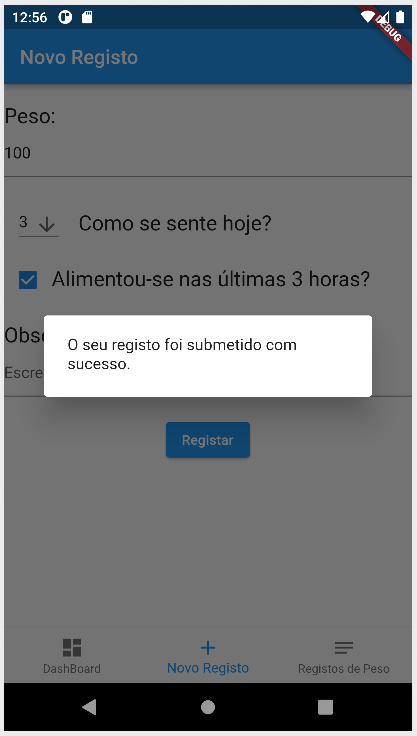 12:56
DEBUG
Novo Registo
Peso:
100
3 Como se sente hoje?
Alimentou-se nas últimas 3 horas?
Obs
O seu registo foi submetido com
sucesso.
Escre
Registar
DashBoard
Novo Registo
Registos de Peso